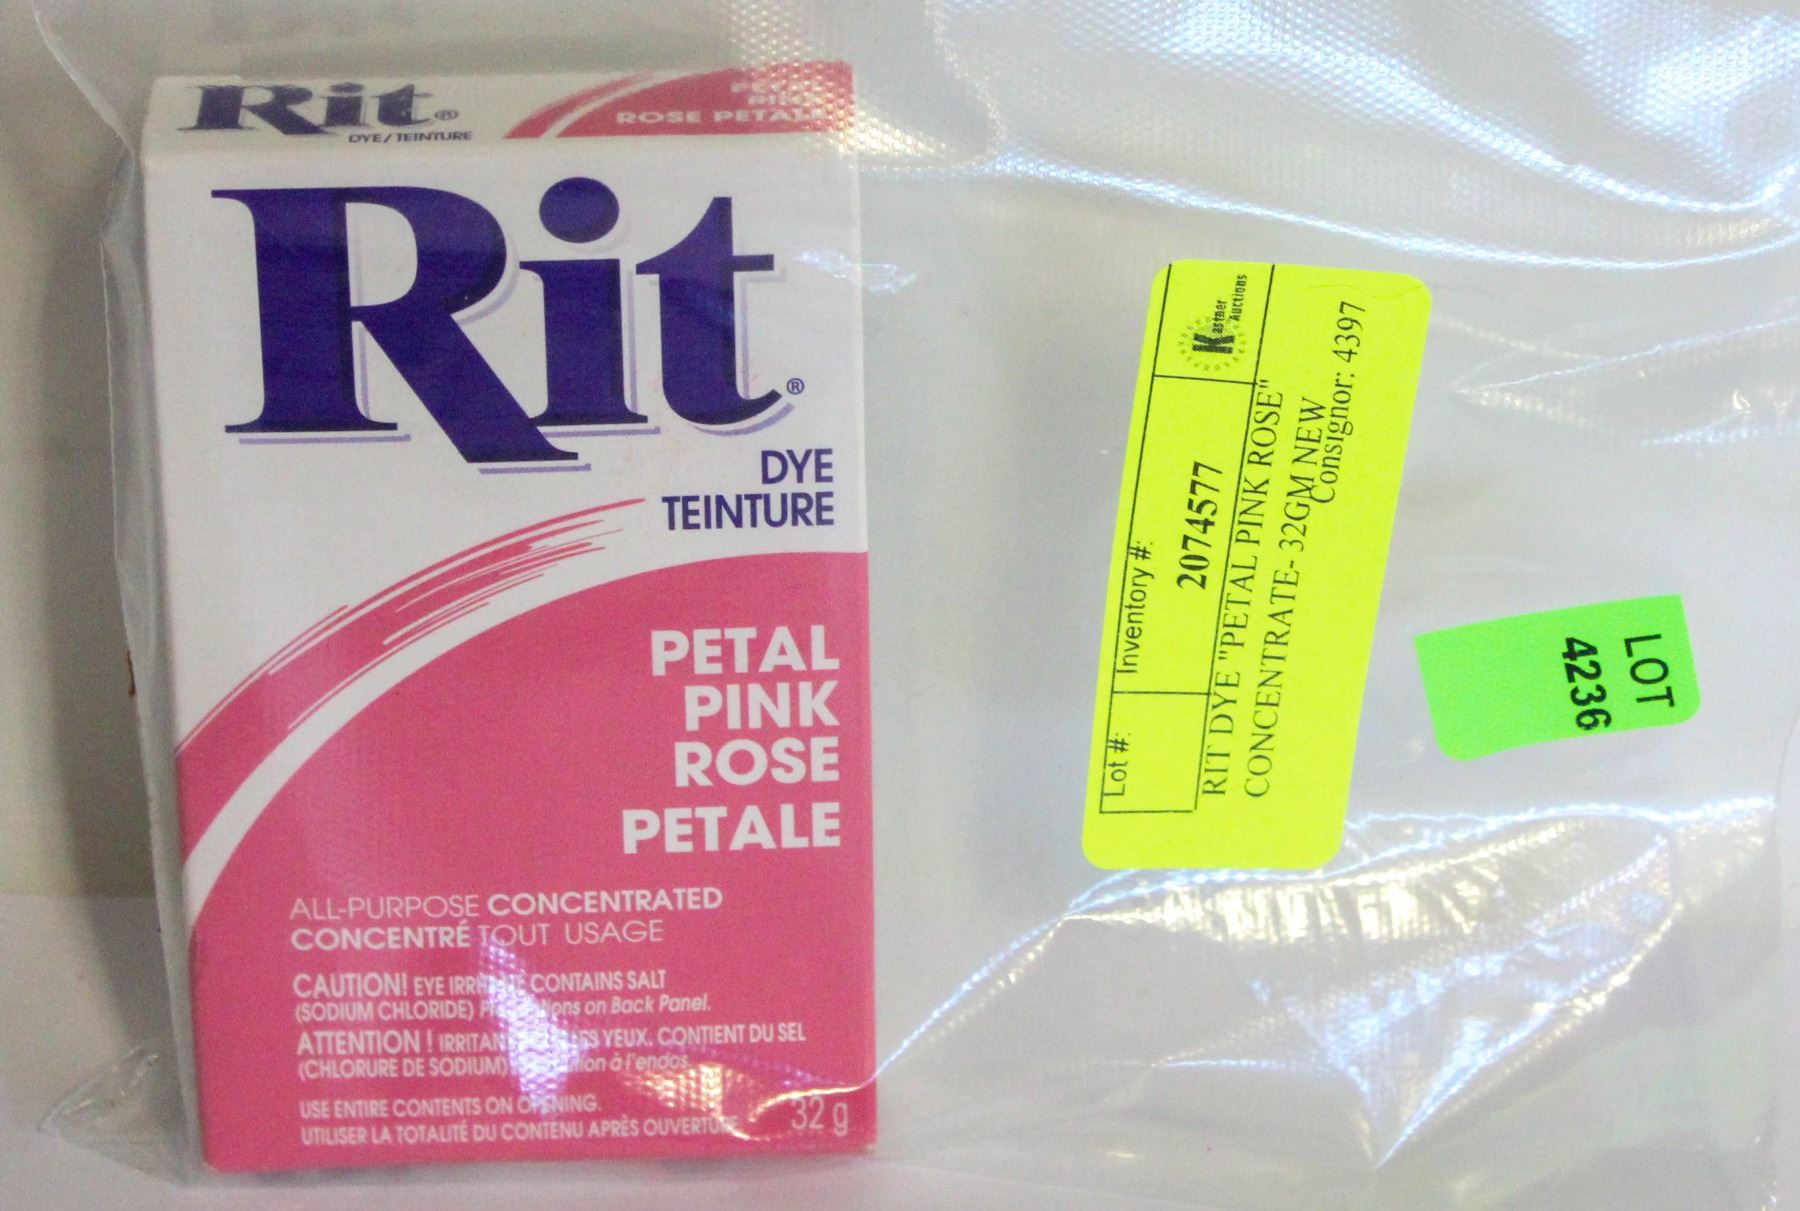 Rit®
DYE / TEINTURE
ROSE PETALE
Rit®
DYE
TEINTURE
PETAL
PINK
ROSE
PETALE
ALL-PURPOSE CONCENTRATED
CONCENTRÉ TOUT USAGE
CAUTION! EYE CONTAINS SALT
(SODIUM CHLORIDE) on Back Panel.
ATTENTION ! YEUX. CONTIENT DU SEL
(CHLORURE DE SODIUM) à l'endos.
USE ENTIRE CONTENTS ON OPENING.
UTILISER LA TOTALITÉ DU CONTENU APRÈS OUVERTURE
32 g
Lot #:
Inventory #:
2074577
Kastner
Auctions
RIT DYE "PETAL PINK ROSE"
CONCENTRATE- 32GM NEW
Consignor: 4397
LOT
4236